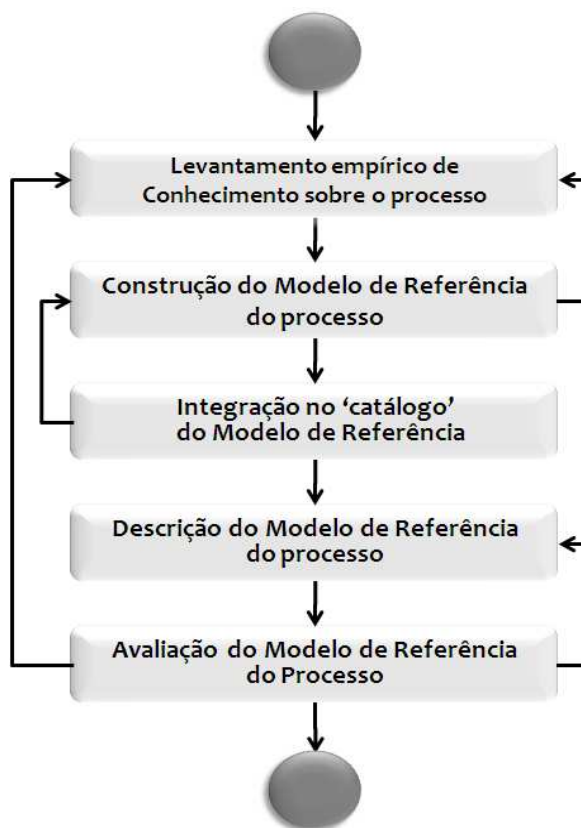 Levantamento empírico de
Conhecimento sobre o processo
Construção do Modelo de Referência
do processo
Integração no ‘catálogo’
do Modelo de Referência
Descrição do Modelo de Referência
do processo
Avaliação do Modelo de Referência
do Processo